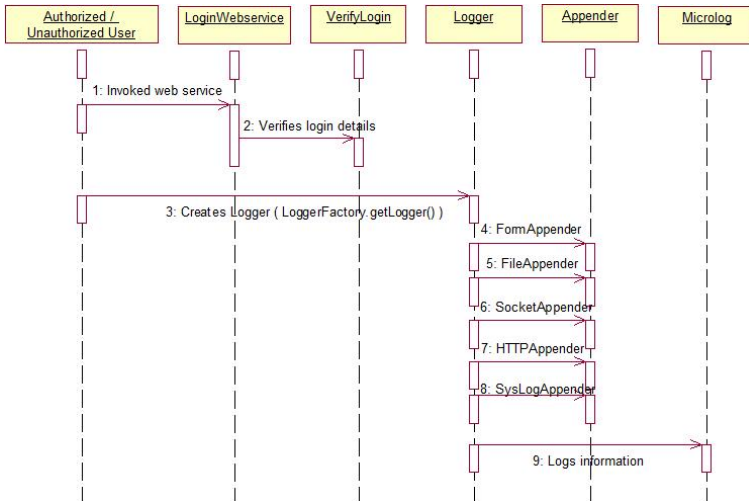 Authorized /
Unauthorized User
LoginWebservice
VerifyLogin
Logger
Appender
Microlog
1: Invoked web service
2: Verifies login details
3: Creates Logger ( LoggerFactory.getLogger() )
4: FormAppender
5: FileAppender
6: SocketAppender
7: HTTPAppender
8: SysLogAppender
9: Logs information